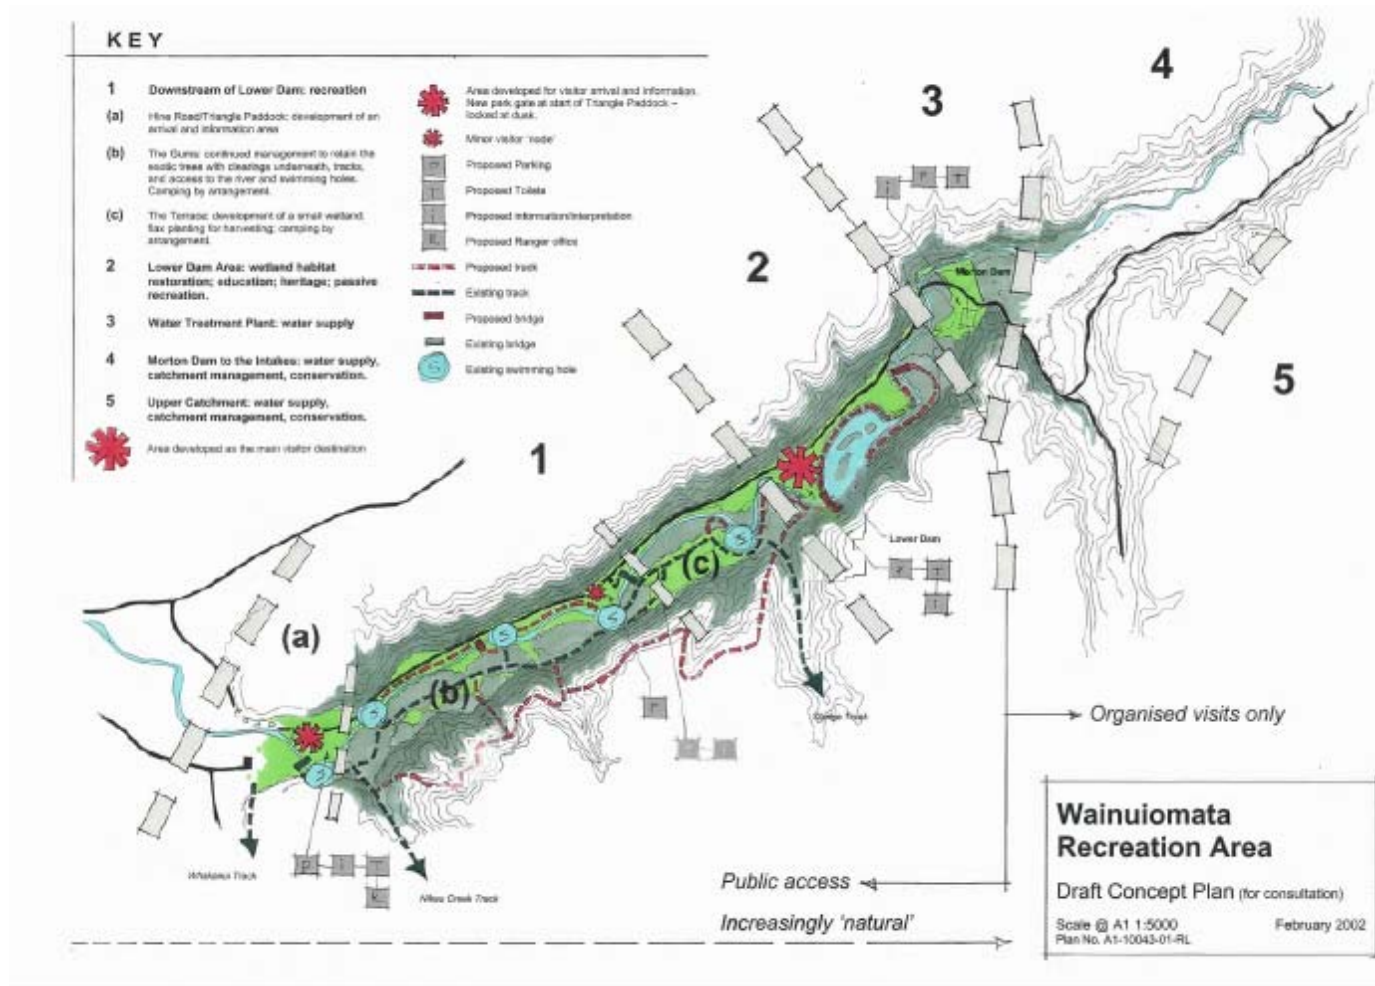 KEY
1 Downstream of Lower Dam: recreation
(a) Hine Road/Triangle Paddock: development of an
arrival and information area
(b) The Gums: continued management to retain the
exotic trees with clearings underneath, tracks,
and access to the river and swimming holes.
Camping by arrangement.
(c) The Terrace: development of a small wetland,
flax planting for harvesting; camping by
arrangement.
2 Lower Dam Area: wetland habitat
restoration; education; heritage; passive
recreation.
3 Water Treatment Plant: water supply
4 Morton Dam to the Intakes: water supply,
catchment management, conservation.
5 Upper Catchment: water supply,
catchment management, conservation.
Area developed as the main visitor destination
Area developed for visitor arrival and information.
New park gate at start of Triangle Paddock –
locked at dusk.
Minor visitor 'node'
P Proposed Parking
T Proposed Toilets
i Proposed information/interpretation
R Proposed Ranger office
Proposed track
Existing track
Proposed bridge
Existing bridge
S Existing swimming hole
4
3
i P T
2
Morton Dam
5
1
S
(c)
Lower Dam
T
i
S
S
(a)
(b)
S
S
Whakanui Track
P i T
R
Nikau Creek Track
Organised visits only
Public access
Increasingly 'natural'
Wainuiomata
Recreation Area
Draft Concept Plan (for consultation)
Scale @ A1 1:5000 February 2002
Plan No. A1-10043-01-RL